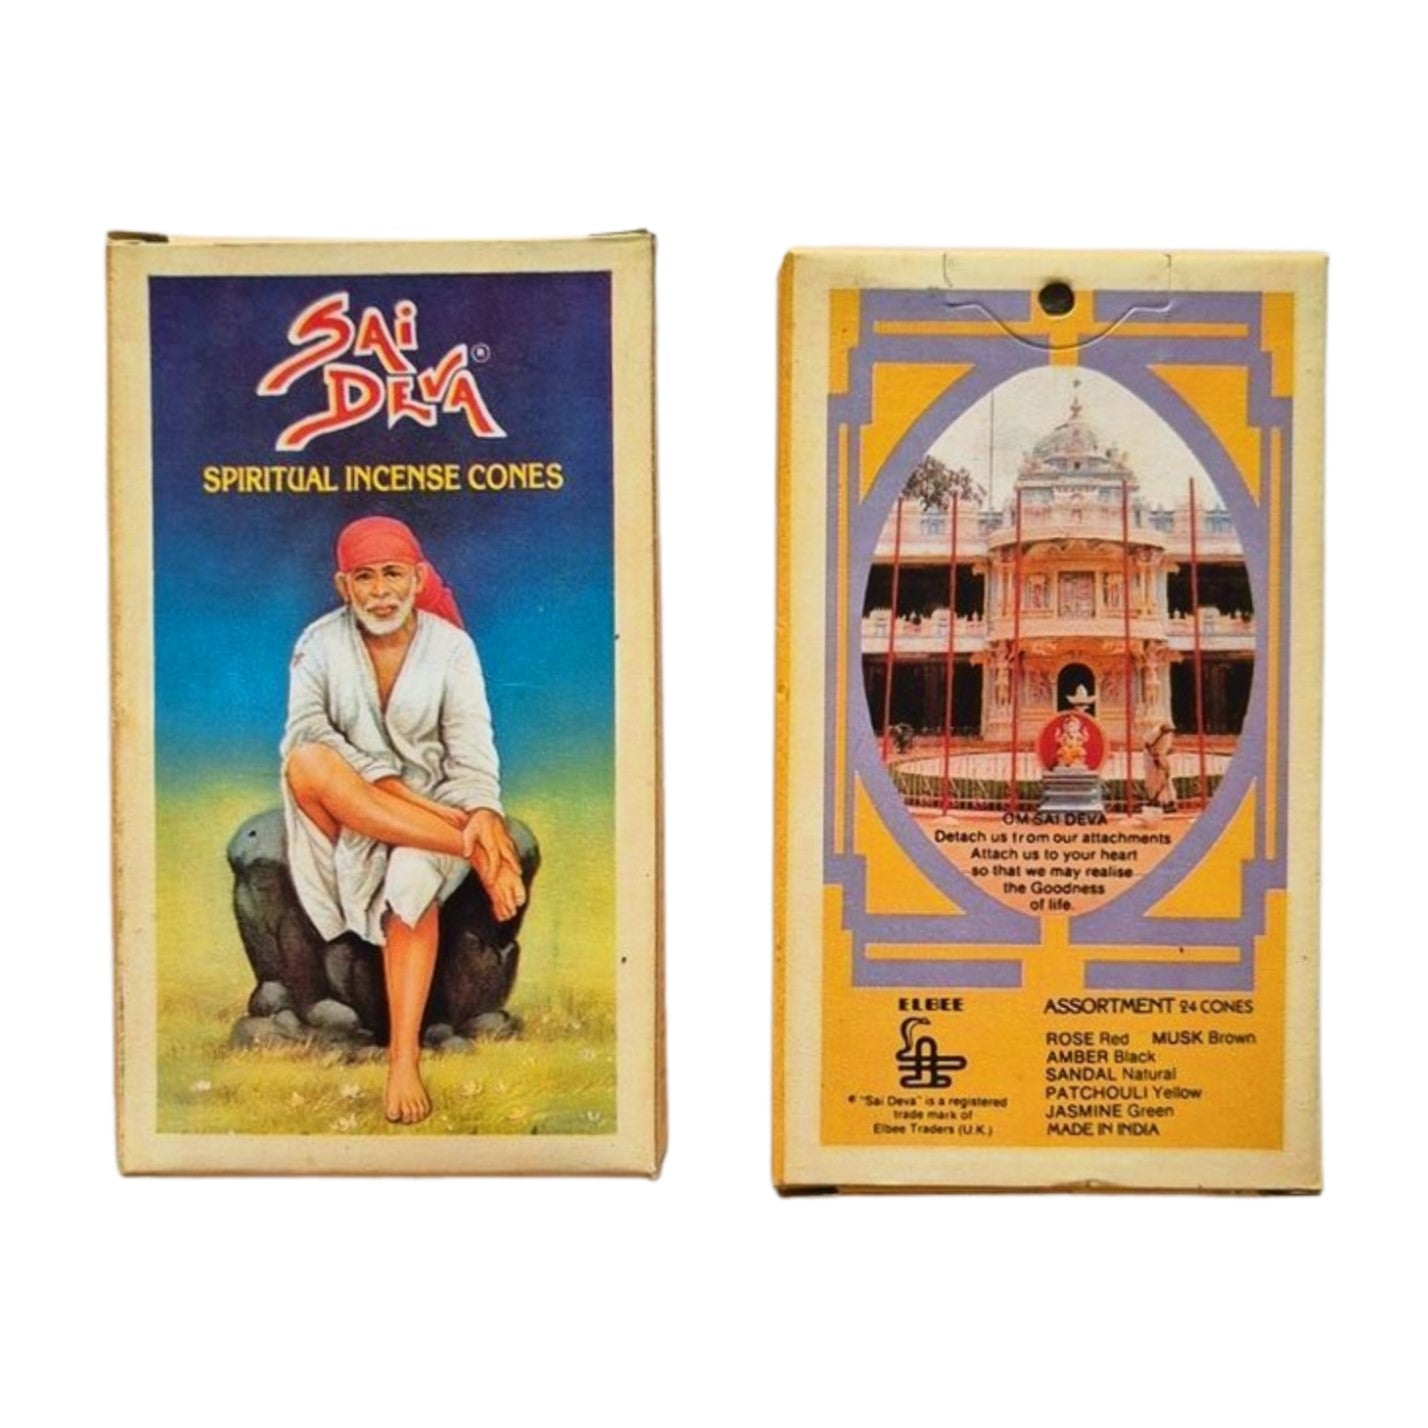 SAi
DEVA®
SPIRITUAL INCENSE CONES
OM SAI DEVA
Detach us from our attachments
Attach us to your heart
so that we may realise
the Goodness
of life.
ELBEE
® "Sai Deva" is a registered
trade mark of
Elbee Traders (U.K.)
ASSORTMENT 24 CONES
ROSE Red MUSK Brown
AMBER Black
SANDAL Natural
PATCHOULI Yellow
JASMINE Green
MADE IN INDIA